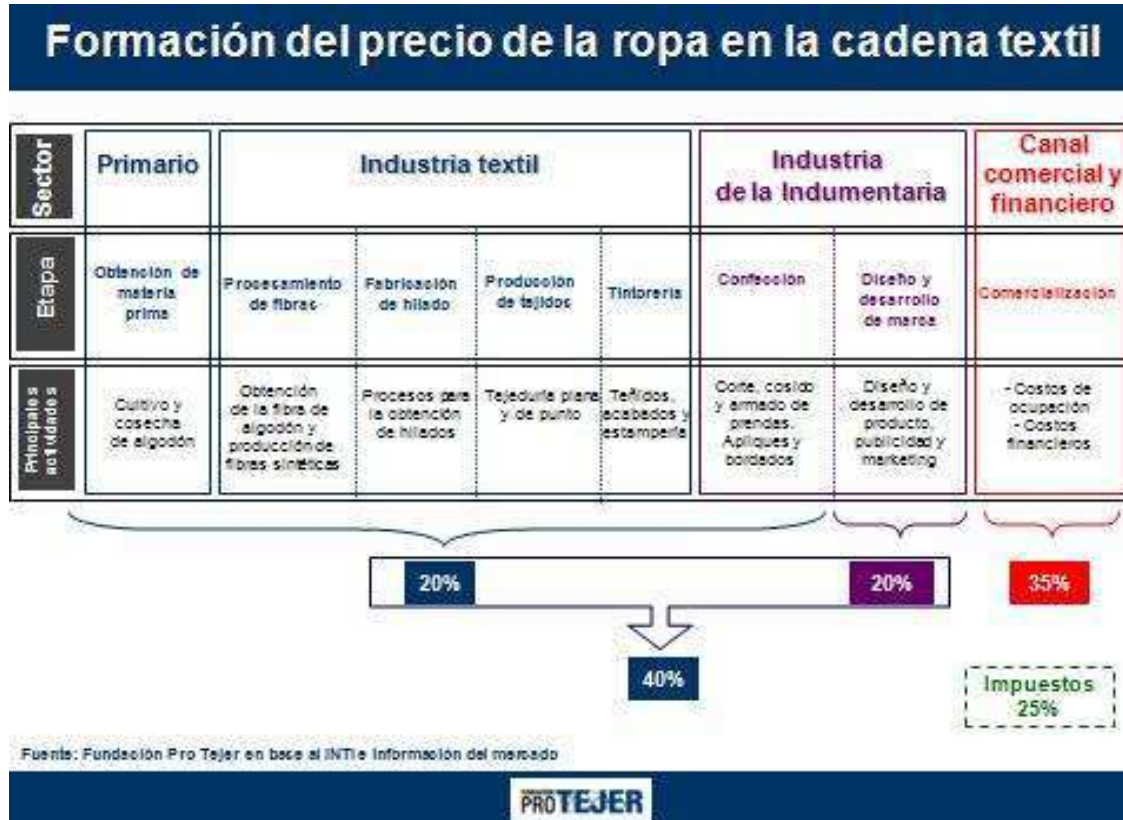 Formación del precio de la ropa en la cadena textil
Sector
Primario
Industria textil
Industria
de la Indumentaria
Canal
comercial y
financiero
Etapa
Obtención de
materia
prima
Procesamiento
de fibras
Fabricación
de hilado
Producción
de tejidos
Tintorería
Confección
Diseño y
desarrollo
de marca
Comercialización
Principales
actividades
Cultivo y
cosecha
de algodón
Obtención
de la fibra de
algodón y
producción de
fibras sintéticas
Procesos para
la obtención
de hilados
Tejeduría plana
y de punto
Teñidos,
acabados y
estampería
Corte, cosido
y armado de
prendas.
Apliques y
bordados
Diseño y
desarrollo de
producto,
publicidad y
marketing
- Costos de
ocupación
- Costos
financieros
20%
20%
35%
40%
Impuestos
25%
Fuente: Fundación Pro Tejer en base al INTI e Información del mercado
PRO TEJER